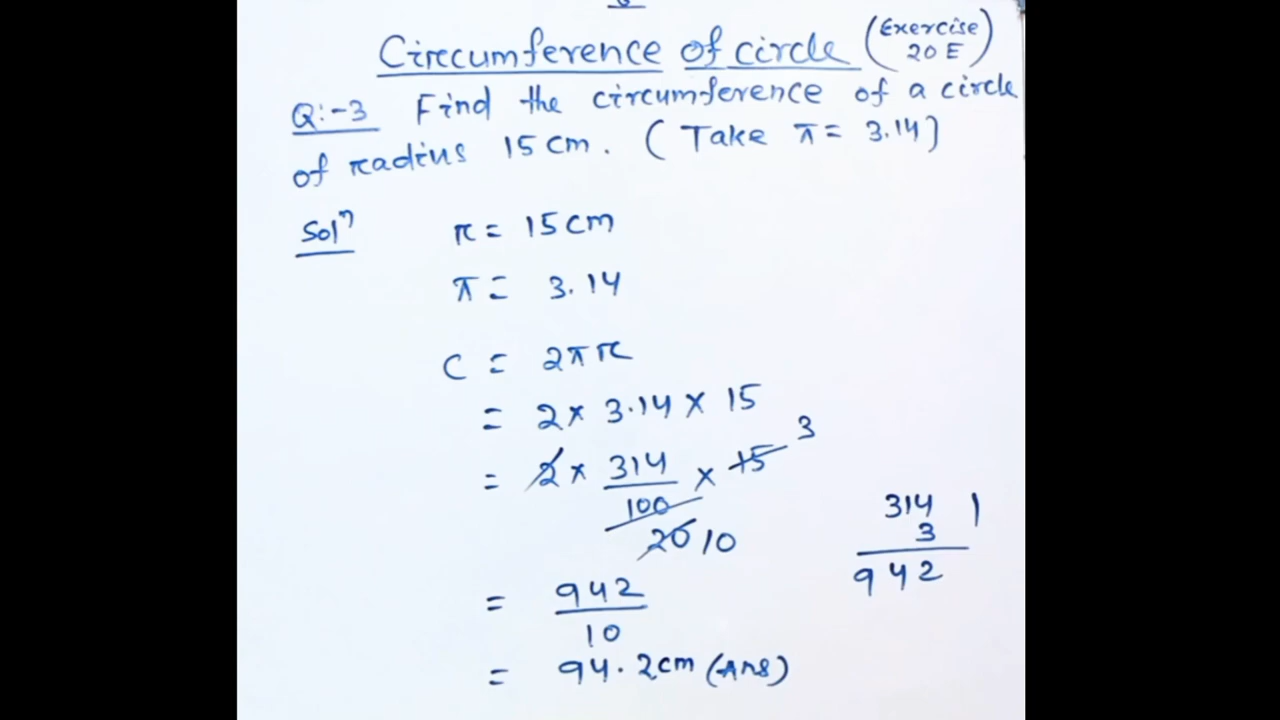 Circumference of circle (Exercise 20 E)
Q:-3 Find the circumference of a circle
of radius 15 cm. (Take π = 3.14)
Solⁿ r = 15 cm
π = 3.14
C = 2πr
= 2 × 3.14 × 15
= 2 × 314/100 × 15 3
20 10
314 1
3
942
= 942/10
= 94.2 cm (Ans)